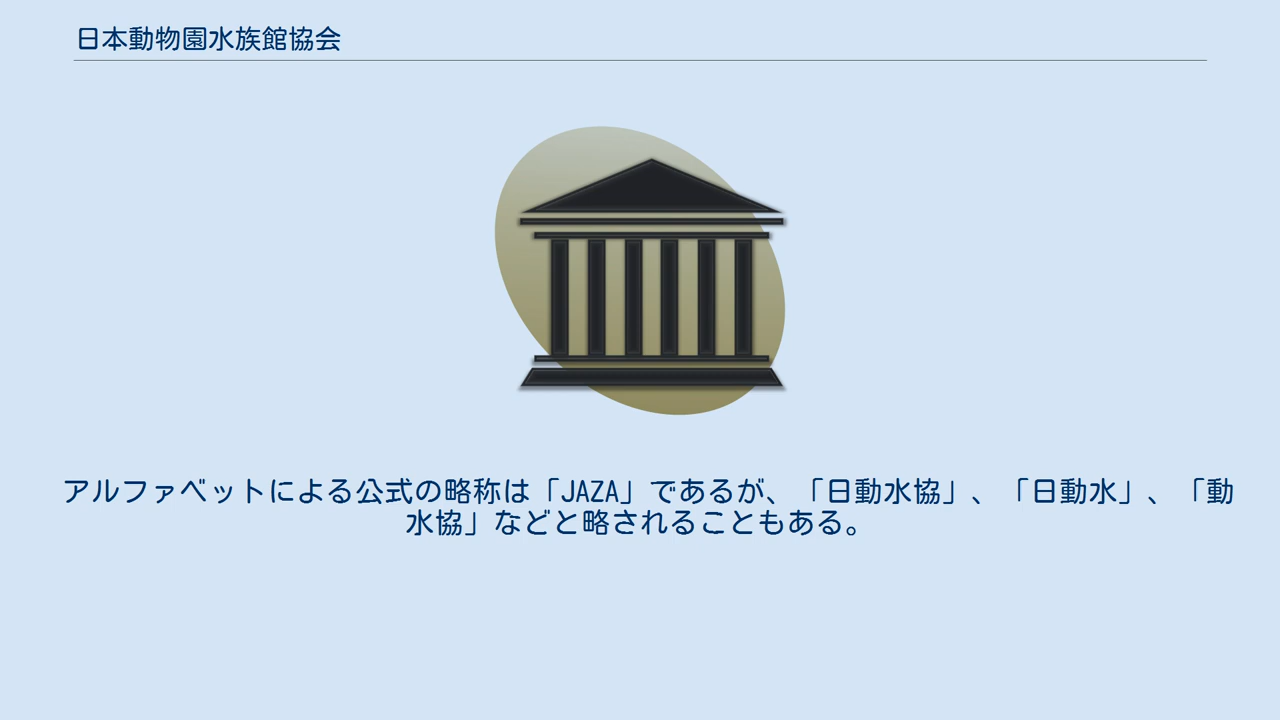 日本動物園水族館協会
アルファベットによる公式の略称は「JAZA」であるが、「日動水協」、「日動水」、「動
水協」などと略されることもある。